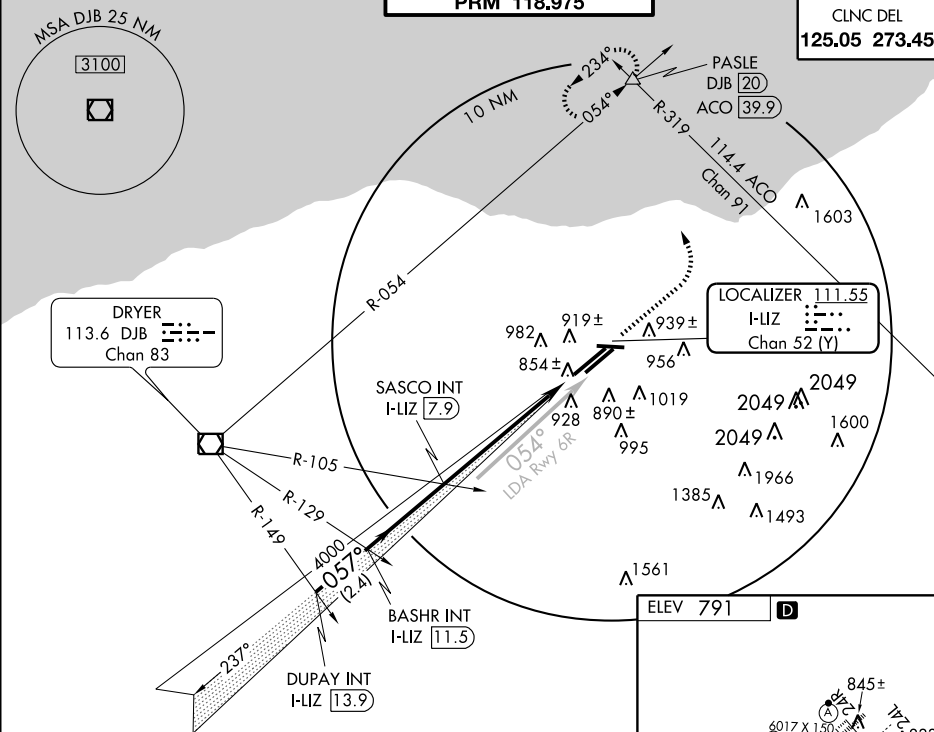 PRM 118.975
CLNC DEL
125.05 273.45
MSA DJB 25 NM
3100
10 NM
234°
054°
PASLE
DJB 20
ACO 39.9
R-319
114.4 ACO
Chan 91
1603
R-054
DRYER
113.6 DJB
Chan 83
LOCALIZER 111.55
I-LIZ
Chan 52 (Y)
982
919±
939±
956
854±
SASCO INT
I-LIZ 7.9
928
890±
1019
995
2049
2049
2049
1600
1966
1385
1493
1561
054°
LDA Rwy 6R
R-105
R-129
R-149
4000
057°
(2.4)
237°
BASHR INT
I-LIZ 11.5
DUPAY INT
I-LIZ 13.9
ELEV 791
D
845±
A
24R
24L
6017 X 150